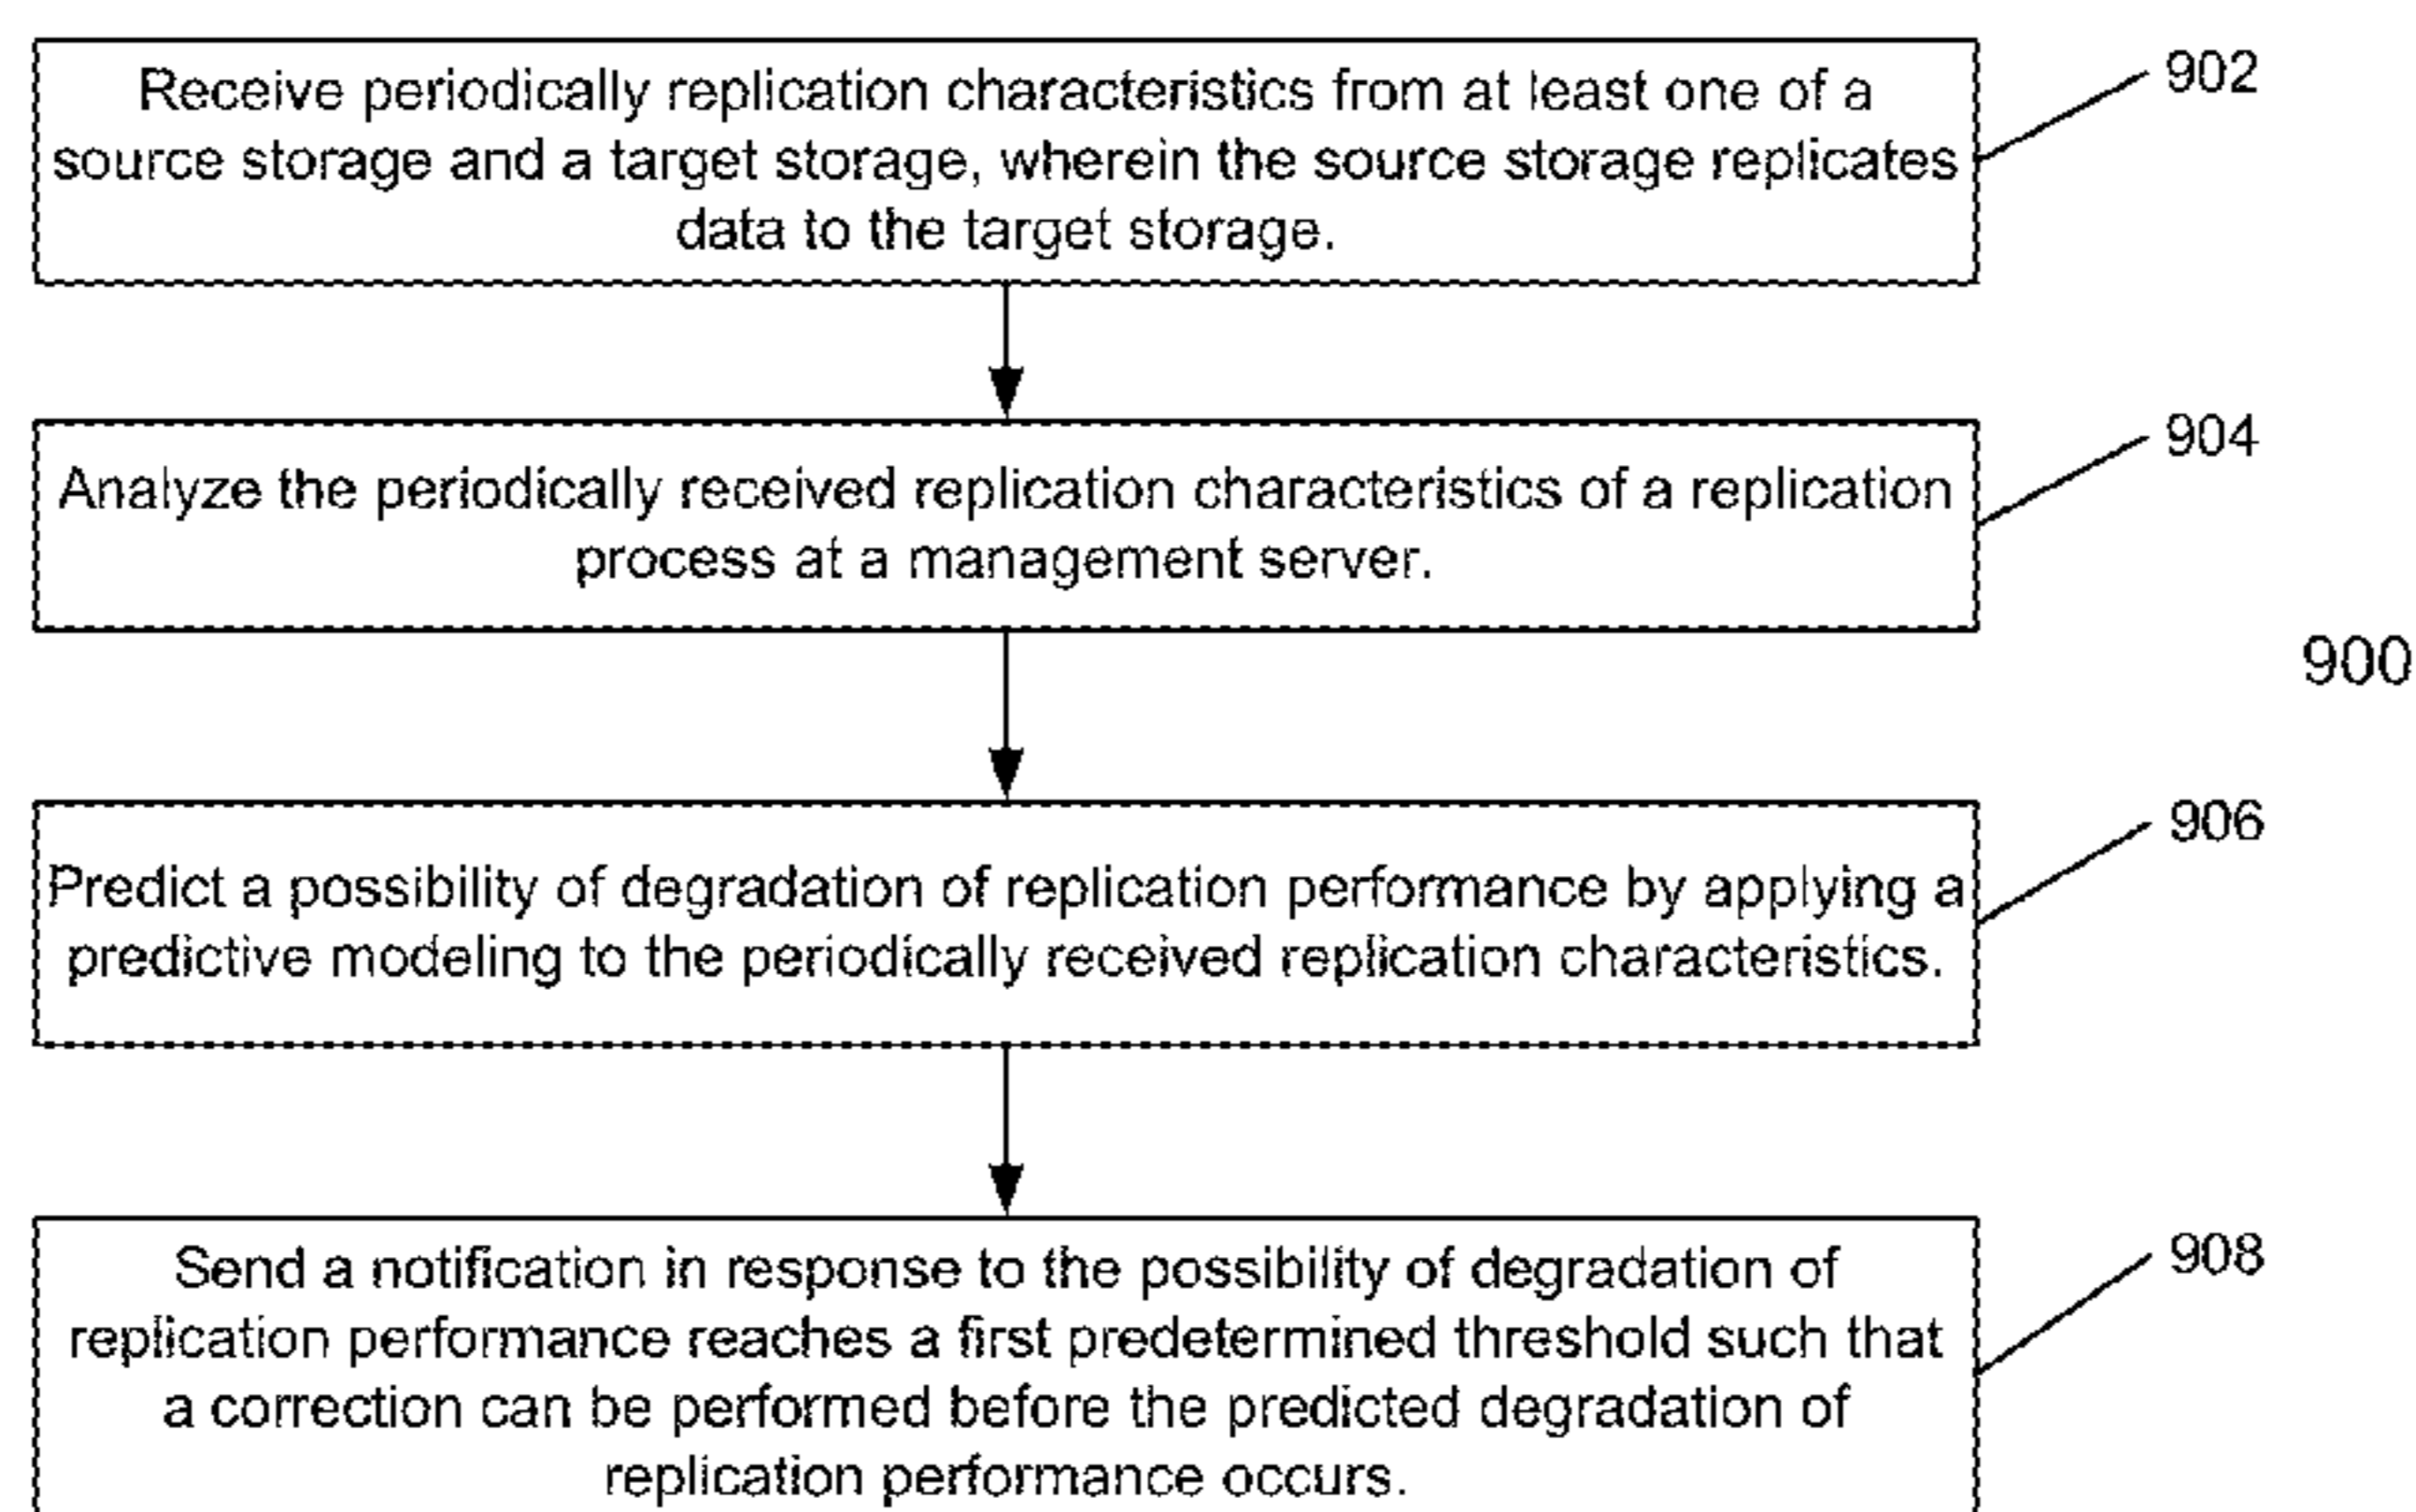 Receive periodically replication characteristics from at least one of a
source storage and a target storage, wherein the source storage replicates
data to the target storage.
902
Analyze the periodically received replication characteristics of a replication
process at a management server.
904
900
Predict a possibility of degradation of replication performance by applying a
predictive modeling to the periodically received replication characteristics.
906
Send a notification in response to the possibility of degradation of
replication performance reaches a first predetermined threshold such that
a correction can be performed before the predicted degradation of
replication performance occurs.
908